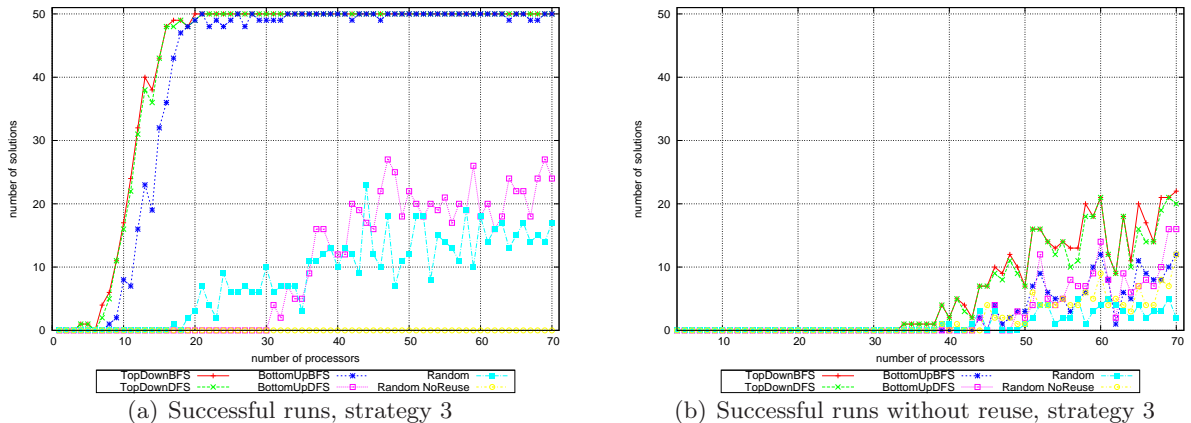 50
40
30
20
10
0
number of solutions
0 10 20 30 40 50 60 70
number of processors
TopDownBFS BottomUpBFS Random
TopDownDFS BottomUpDFS Random NoReuse
(a) Successful runs, strategy 3
50
40
30
20
10
0
number of solutions
10 20 30 40 50 60 70
number of processors
TopDownBFS BottomUpBFS Random
TopDownDFS BottomUpDFS Random NoReuse
(b) Successful runs without reuse, strategy 3